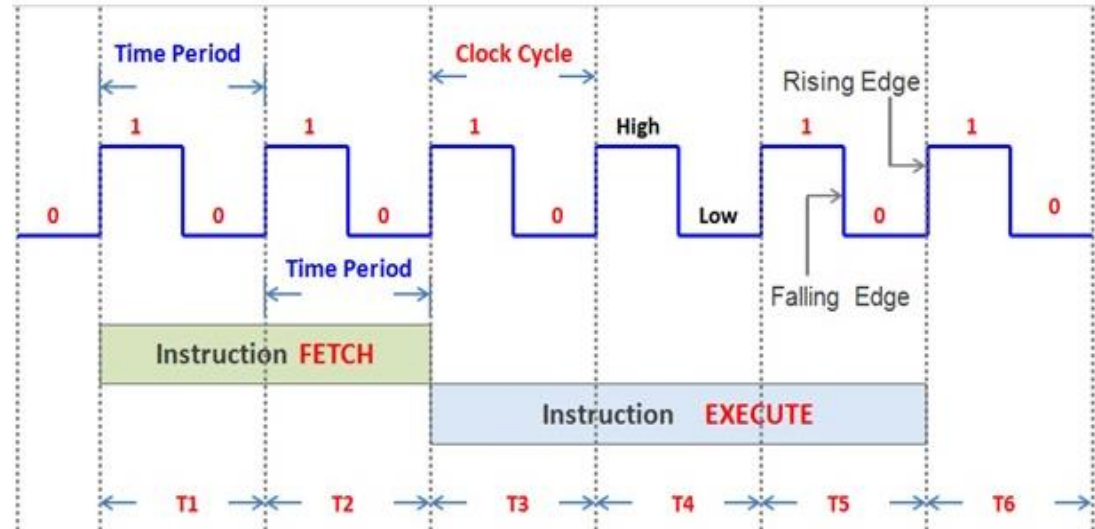 Time Period Clock Cycle
Rising Edge
1 1 1 High 1 1
0 0 0 0 Low 0 0
Time Period
Falling Edge
Instruction FETCH
Instruction EXECUTE
T1 T2 T3 T4 T5 T6